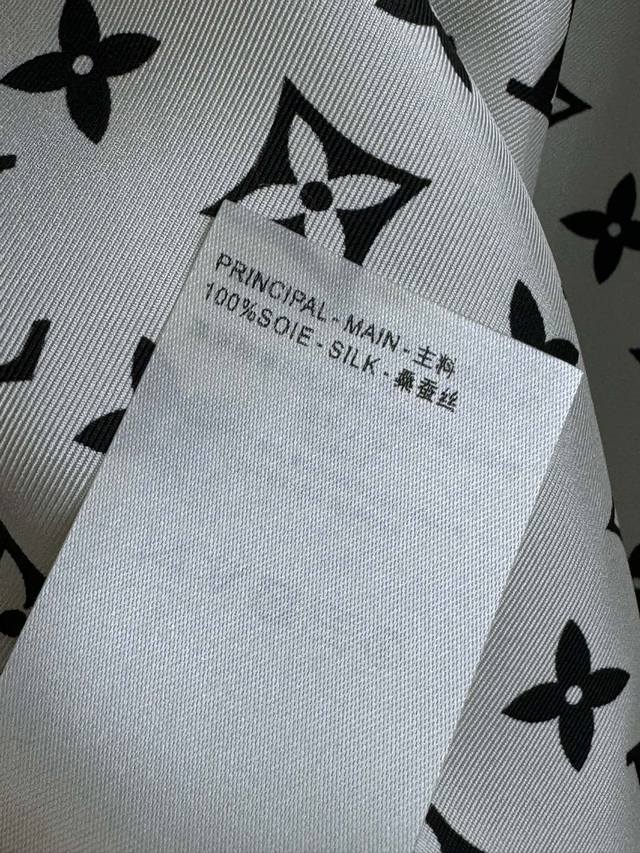 PRINCIPAL - MAIN - 主料
100%SOIE - SILK - 桑蚕丝